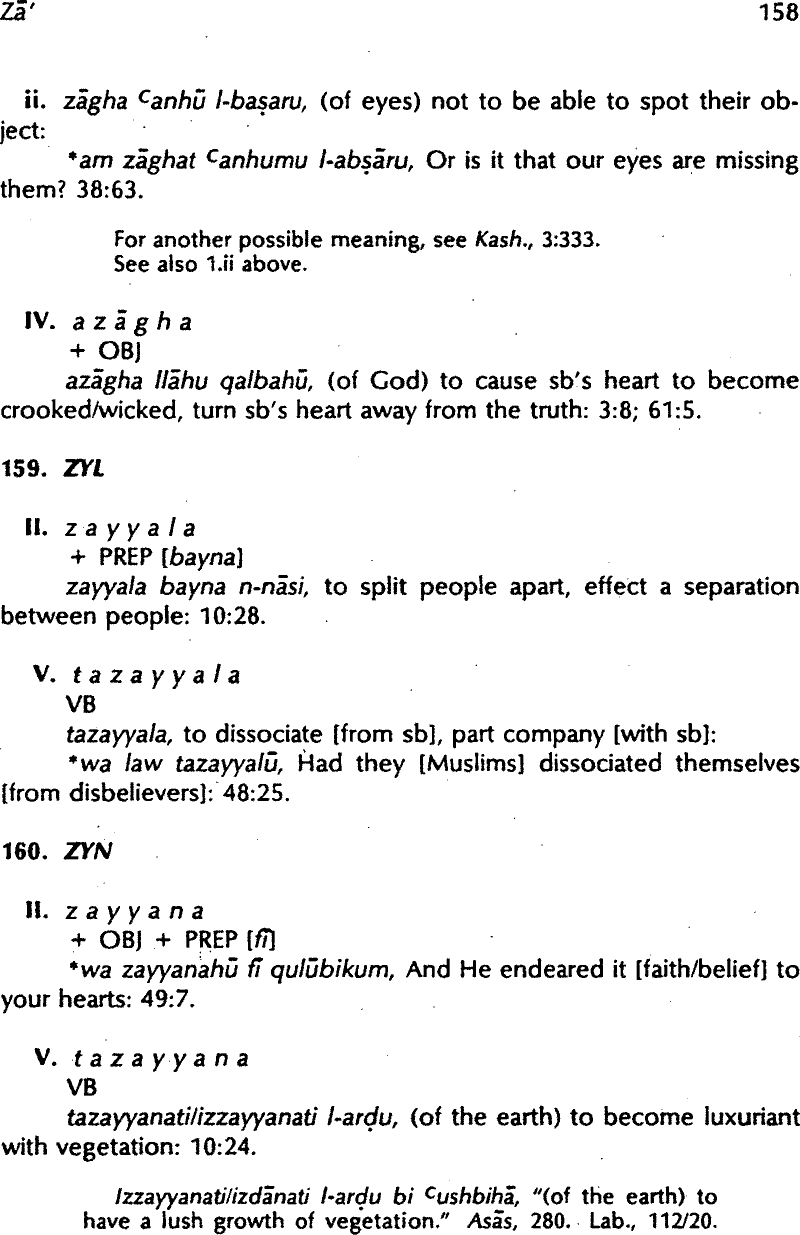 Zā' 158
ii. zāgha ᶜanhū l-baṣaru, (of eyes) not to be able to spot their ob-
ject:
*am zāghat ᶜanhumu l-abṣāru, Or is it that our eyes are missing
them? 38:63.
For another possible meaning, see Kash., 3:333.
See also 1.ii above.
IV. a z ā g h a
+ OBJ
azāgha llāhu qalbahū, (of God) to cause sb's heart to become
crooked/wicked, turn sb's heart away from the truth: 3:8; 61:5.
159. ZYL
II. z a y y a l a
+ PREP [bayna]
zayyala bayna n-nāsi, to split people apart, effect a separation
between people: 10:28.
V. t a z a y y a l a
VB
tazayyala, to dissociate [from sb], part company [with sb]:
*wa law tazayyalū, Had they [Muslims] dissociated themselves
[from disbelievers]: 48:25.
160. ZYN
II. z a y y a n a
+ OBJ + PREP [fī]
*wa zayyanahū fī qulūbikum, And He endeared it [faith/belief] to
your hearts: 49:7.
V. t a z a y y a n a
VB
tazayyanati/izzayyanati l-arḍu, (of the earth) to become luxuriant
with vegetation: 10:24.
Izzayyanati/izdānati l-arḍu bi ᶜushbihā, "(of the earth) to
have a lush growth of vegetation." Asās, 280. Lab., 112/20.